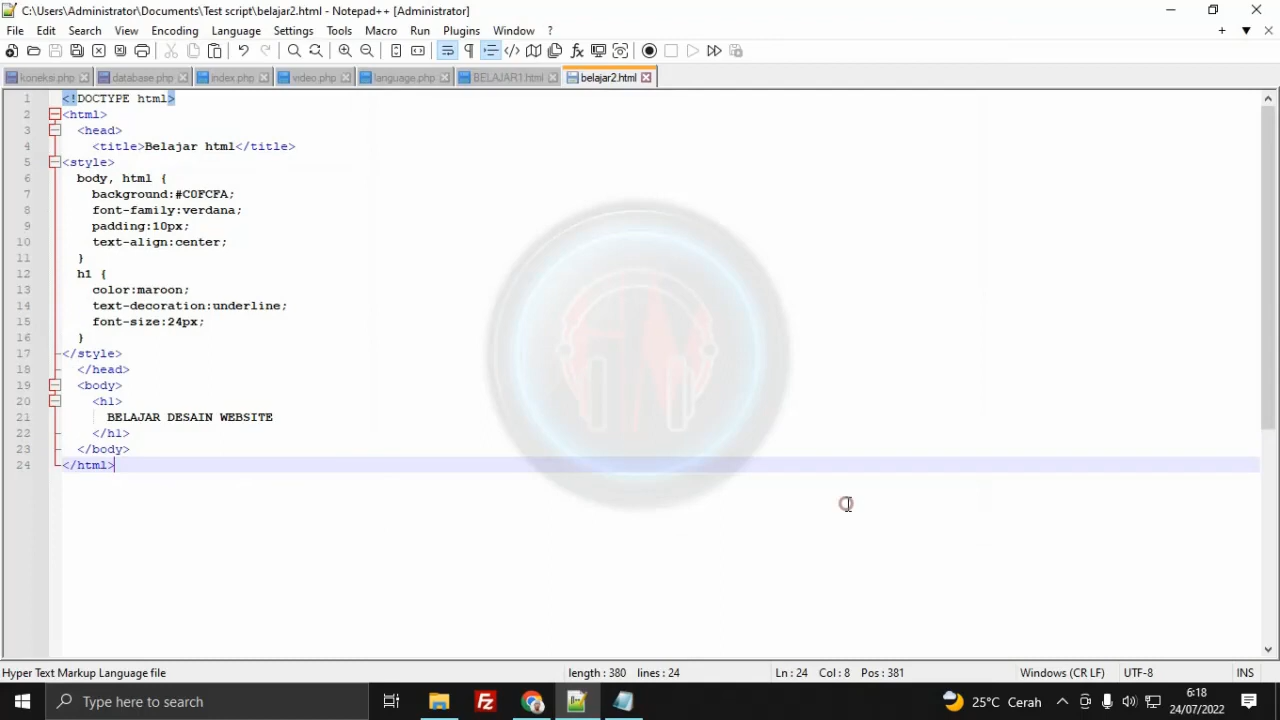 C:\Users\Administrator\Documents\Test script\belajar2.html - Notepad++ [Administrator]
File Edit Search View Encoding Language Settings Tools Macro Run Plugins Window ?
koneksi.php database.php index.php video.php language.php BELAJAR1.html belajar2.html
1 <!DOCTYPE html>
2 <html>
3 <head>
4 <title>Belajar html</title>
5 <style>
6 body, html {
7 background:#C0FCFA;
8 font-family:verdana;
9 padding:10px;
10 text-align:center;
11 }
12 h1 {
13 color:maroon;
14 text-decoration:underline;
15 font-size:24px;
16 }
17 </style>
18 </head>
19 <body>
20 <h1>
21 BELAJAR DESAIN WEBSITE
22 </h1>
23 </body>
24 </html>
Hyper Text Markup Language file length : 380 lines : 24 Ln : 24 Col : 8 Pos : 381 Windows (CR LF) UTF-8 INS
Type here to search 25°C Cerah 6:18
24/07/2022